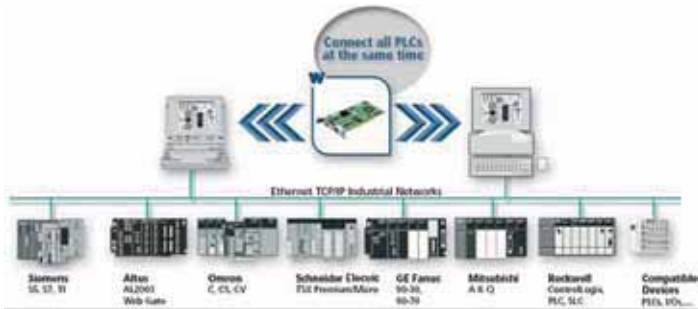 Connect all PLCs
at the same time
W
Ethernet TCP/IP Industrial Networks
Siemens
S5, S7, TI
Altus
AL2003
Web Gate
Omron
C, CS, CV
Schneider Elecric
TSX Premium/Micro
GE Fanuc
90-30,
90-70
Mitsubishi
A & Q
Rockwell
ControlLogix,
PLC, SLC
Compatible
Devices
PLCs, I/Os,...